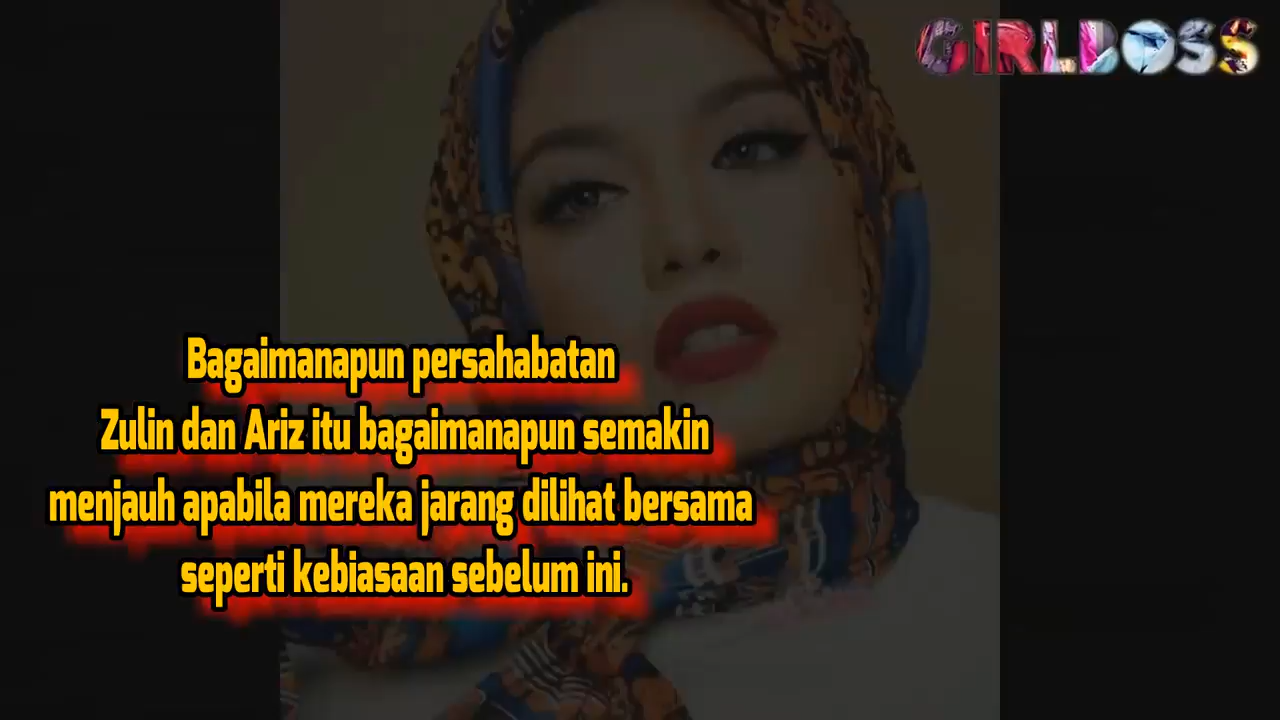 GIRLBOSS
Bagaimanapun persahabatan
Zulin dan Ariz itu bagaimanapun semakin
menjauh apabila mereka jarang dilihat bersama
seperti kebiasaan sebelum ini.